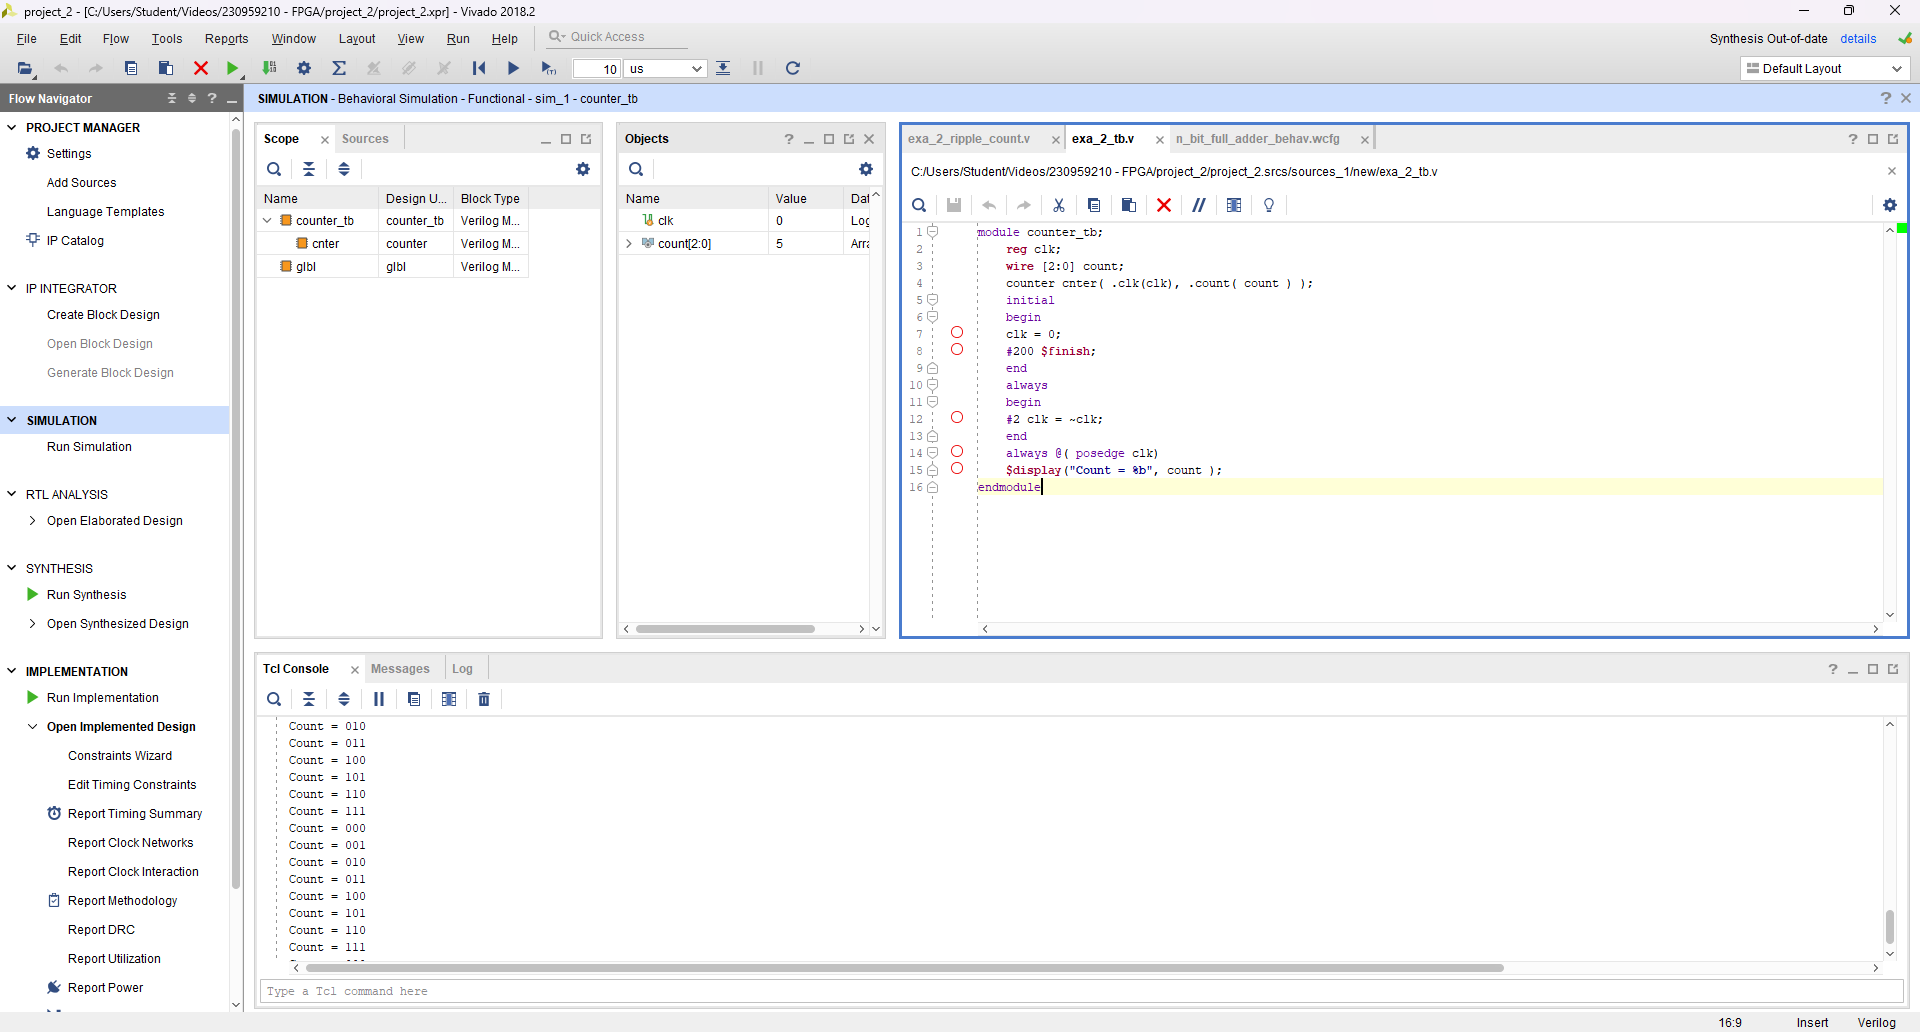 project_2 - [C:/Users/Student/Videos/230959210 - FPGA/project_2/project_2.xpr] - Vivado 2018.2
File Edit Flow Tools Reports Window Layout View Run Help Quick Access
Synthesis Out-of-date details
10 us
Default Layout
Flow Navigator
PROJECT MANAGER
Settings
Add Sources
Language Templates
IP Catalog
IP INTEGRATOR
Create Block Design
Open Block Design
Generate Block Design
SIMULATION
Run Simulation
RTL ANALYSIS
Open Elaborated Design
SYNTHESIS
Run Synthesis
Open Synthesized Design
IMPLEMENTATION
Run Implementation
Open Implemented Design
Constraints Wizard
Edit Timing Constraints
Report Timing Summary
Report Clock Networks
Report Clock Interaction
Report Methodology
Report DRC
Report Utilization
Report Power
SIMULATION - Behavioral Simulation - Functional - sim_1 - counter_tb
Scope Sources
Name Design U... Block Type
counter_tb counter_tb Verilog M...
cnter counter Verilog M...
glbl glbl Verilog M...
Objects
Name Value Dat
clk 0 Log
count[2:0] 5 Arra
exa_2_ripple_count.v exa_2_tb.v n_bit_full_adder_behav.wcfg
C:/Users/Student/Videos/230959210 - FPGA/project_2/project_2.srcs/sources_1/new/exa_2_tb.v
1 module counter_tb;
2 reg clk;
3 wire [2:0] count;
4 counter cnter( .clk(clk), .count( count ) );
5 initial
6 begin
7 clk = 0;
8 #200 $finish;
9 end
10 always
11 begin
12 #2 clk = ~clk;
13 end
14 always @( posedge clk)
15 $display("Count = %b", count );
16 endmodule
Tcl Console Messages Log
Count = 010
Count = 011
Count = 100
Count = 101
Count = 110
Count = 111
Count = 000
Count = 001
Count = 010
Count = 011
Count = 100
Count = 101
Count = 110
Count = 111
Type a Tcl command here
16:9 Insert Verilog